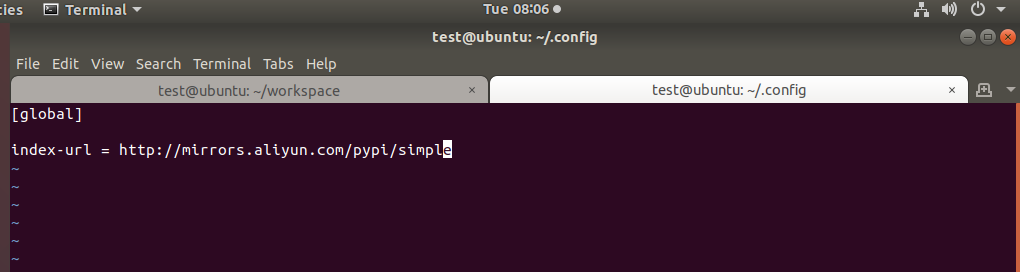 ties Terminal Tue 08:06
test@ubuntu: ~/.config
File Edit View Search Terminal Tabs Help
test@ubuntu: ~/workspace × test@ubuntu: ~/.config ×
[global]
index-url = http://mirrors.aliyun.com/pypi/simple
~
~
~
~
~
~